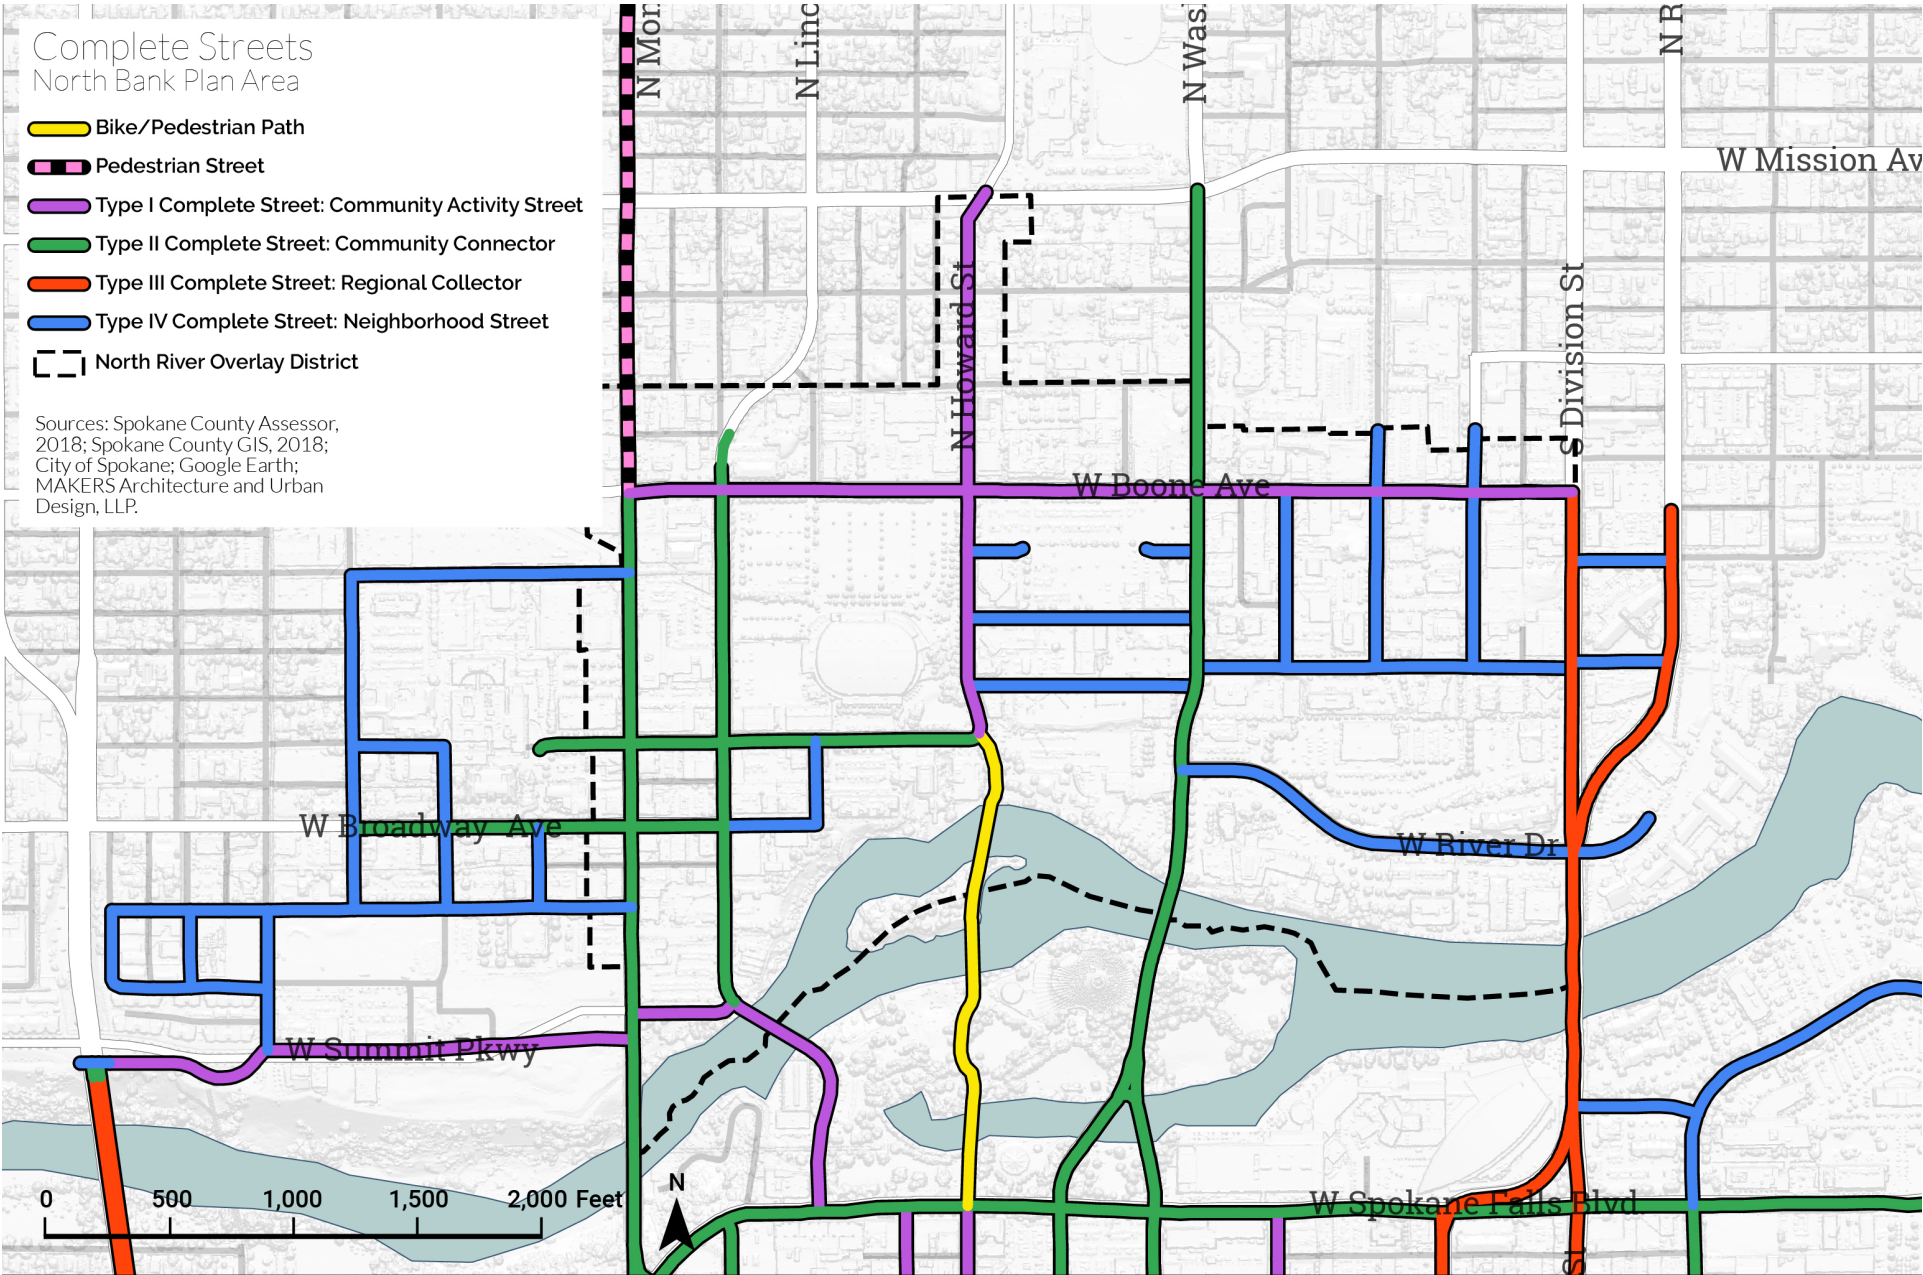 Complete Streets
North Bank Plan Area
Bike/Pedestrian Path
Pedestrian Street
Type I Complete Street: Community Activity Street
Type II Complete Street: Community Connector
Type III Complete Street: Regional Collector
Type IV Complete Street: Neighborhood Street
North River Overlay District
Sources: Spokane County Assessor,
2018; Spokane County GIS, 2018;
City of Spokane; Google Earth;
MAKERS Architecture and Urban
Design, LLP.
N Mon
N Linc
N Was
N R
W Mission Av
N Howard St
S Division St
W Boone Ave
W Broadway Ave
W River Dr
W Summit Pkwy
W Spokane Falls Blvd.
St
N
0 500 1,000 1,500 2,000 Feet